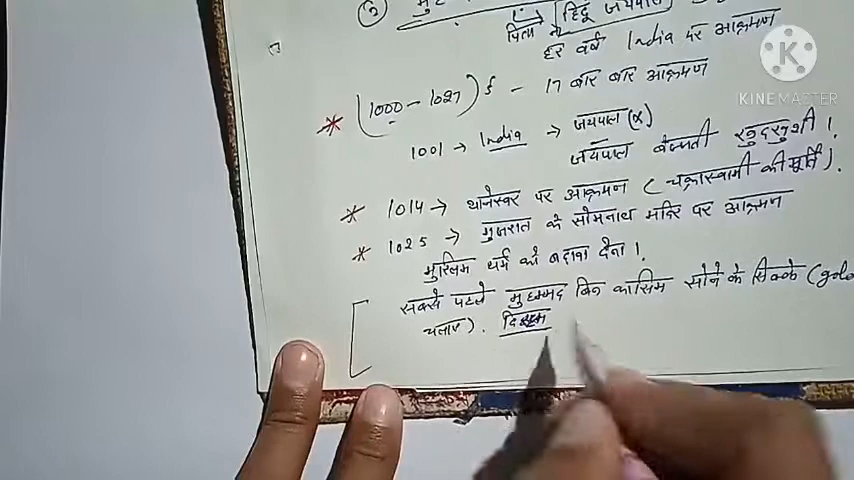 पिता ने हिंदू जयपाल
हर वर्ष India पर आक्रमण
* (1000 - 1027) ई - 17 बार बार आक्रमण
1001 → India → जयपाल (x)
जयपाल बेज्जती खुदखुशी ।
* 1014 → थानेस्वर पर आक्रमण (चक्रास्वामी की मूर्ति).
* 1025 → गुजरात के सोमनाथ मन्दिर पर आक्रमण
मुस्लिम धर्म को बढावा देना ।
सबसे पहले मुहम्मद बिन कासिम सोने के सिक्के (gold
चलाए).
KINEMASTER